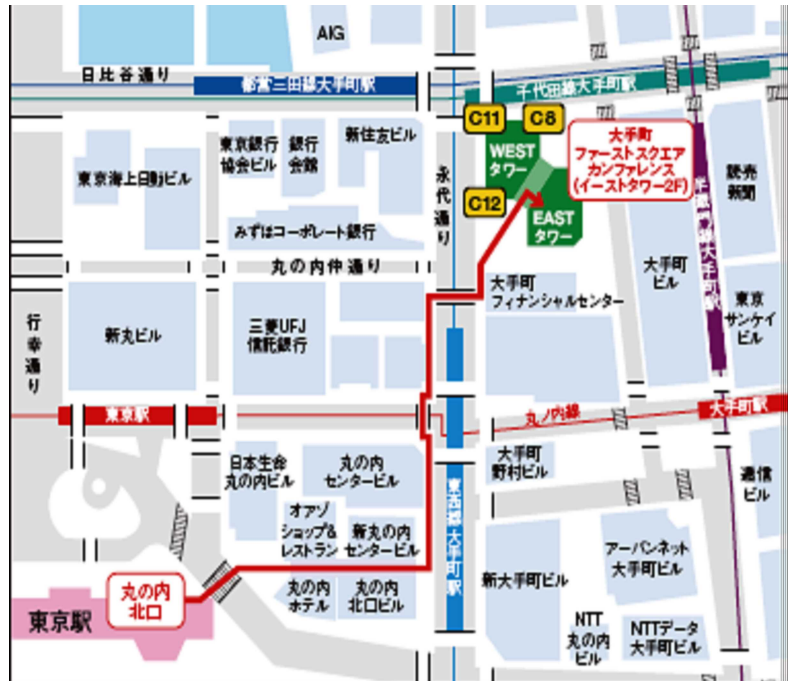 AIG
日比谷通り
都営三田線大手町駅
千代田線大手町駅
C11
C8
C12
WEST
タワー
EAST
タワー
大手町
ファーストスクエア
カンファレンス
(イーストタワー2F)
東京海上日動ビル
東京銀行
協会ビル
銀行
会館
新住友ビル
みずほコーポレート銀行
永代通り
半蔵門線大手町駅
読売
新聞
丸の内仲通り
大手町
フィナンシャルセンター
大手町
ビル
東京
サンケイ
ビル
行幸通り
新丸ビル
三菱UFJ
信託銀行
東京駅
丸ノ内線
大手町駅
日本生命
丸の内ビル
丸の内
センタービル
大手町
野村ビル
逓信
ビル
オアゾ
ショップ&
レストラン
新丸の内
センタービル
東西線大手町駅
新大手町ビル
アーバンネット
大手町ビル
丸の内
北口
東京駅
丸の内
ホテル
丸の内
北口ビル
NTT
丸の内
ビル
NTTデータ
大手町ビル